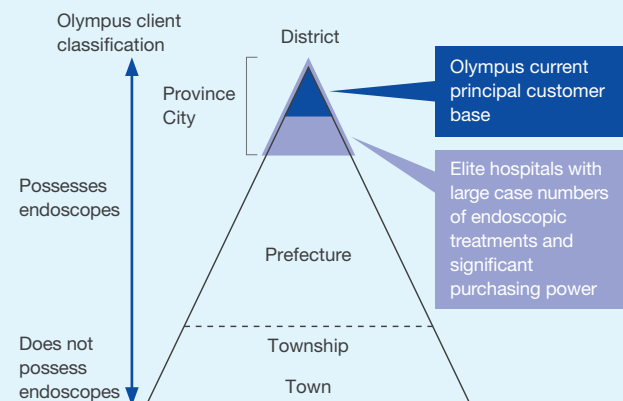 Olympus client
classification
District
Province
City
Olympus current
principal customer
base
Possesses
endoscopes
Elite hospitals with
large case numbers
of endoscopic
treatments and
significant
purchasing power
Prefecture
Does not
possess
endoscopes
Township
Town